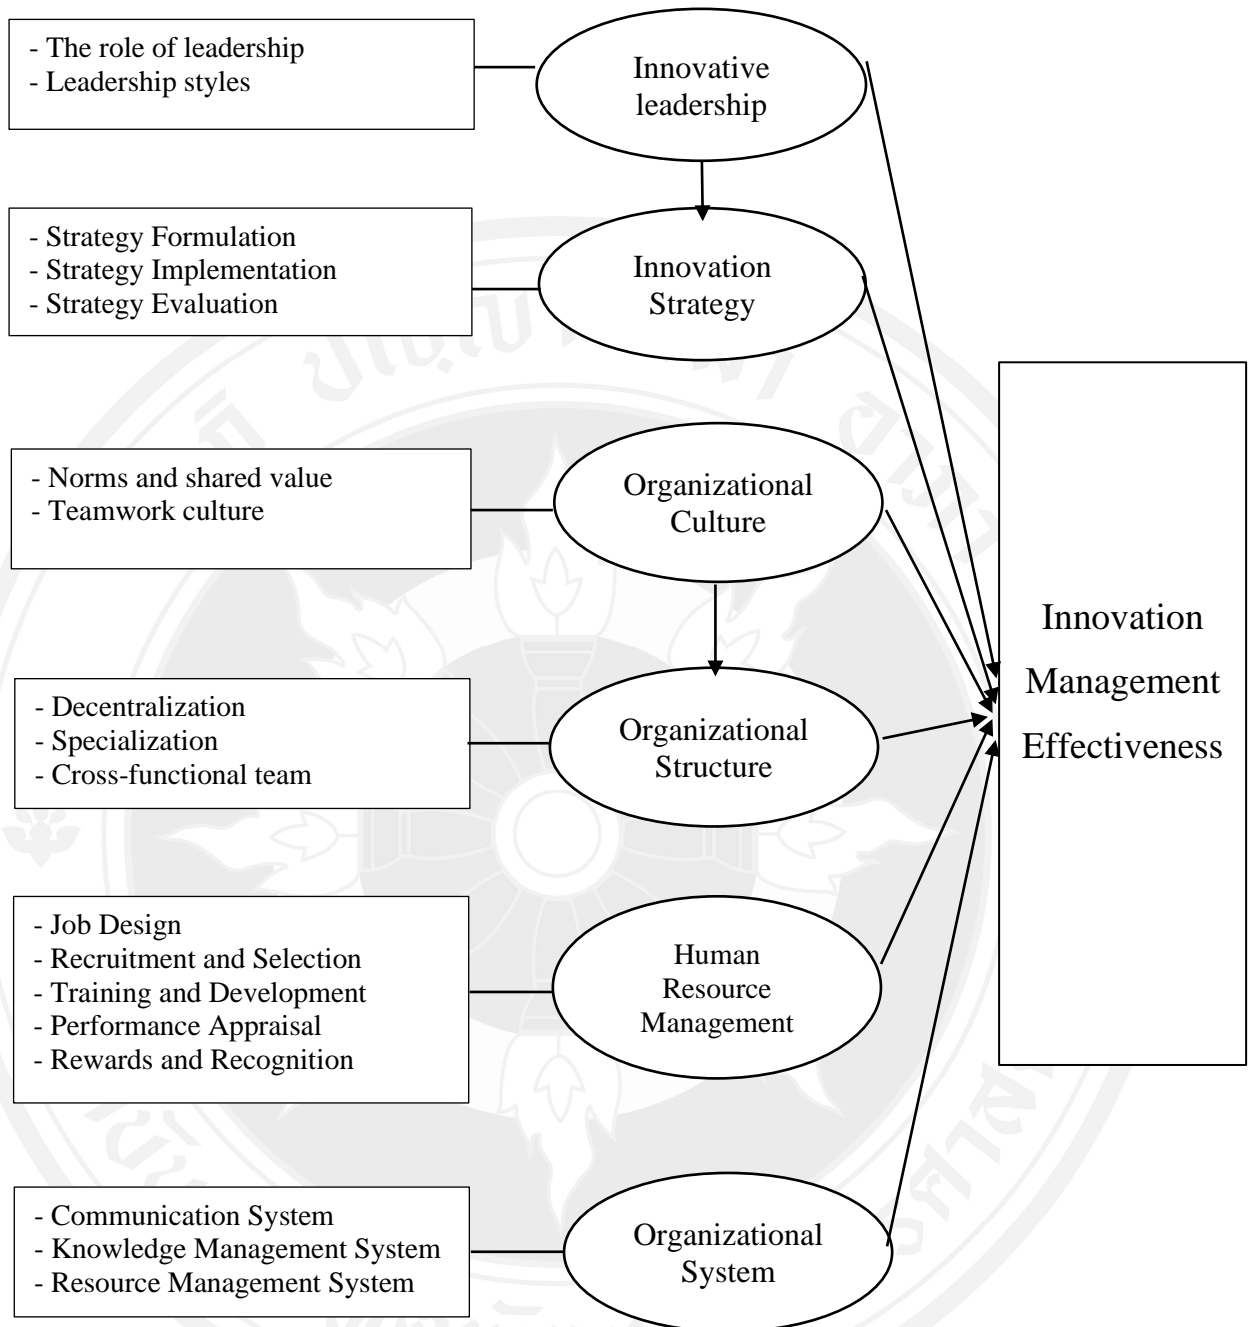 - The role of leadership
- Leadership styles
Innovative
leadership
- Strategy Formulation
- Strategy Implementation
- Strategy Evaluation
Innovation
Strategy
- Norms and shared value
- Teamwork culture
Organizational
Culture
- Decentralization
- Specialization
- Cross-functional team
Organizational
Structure
- Job Design
- Recruitment and Selection
- Training and Development
- Performance Appraisal
- Rewards and Recognition
Human
Resource
Management
- Communication System
- Knowledge Management System
- Resource Management System
Organizational
System
Innovation
Management
Effectiveness